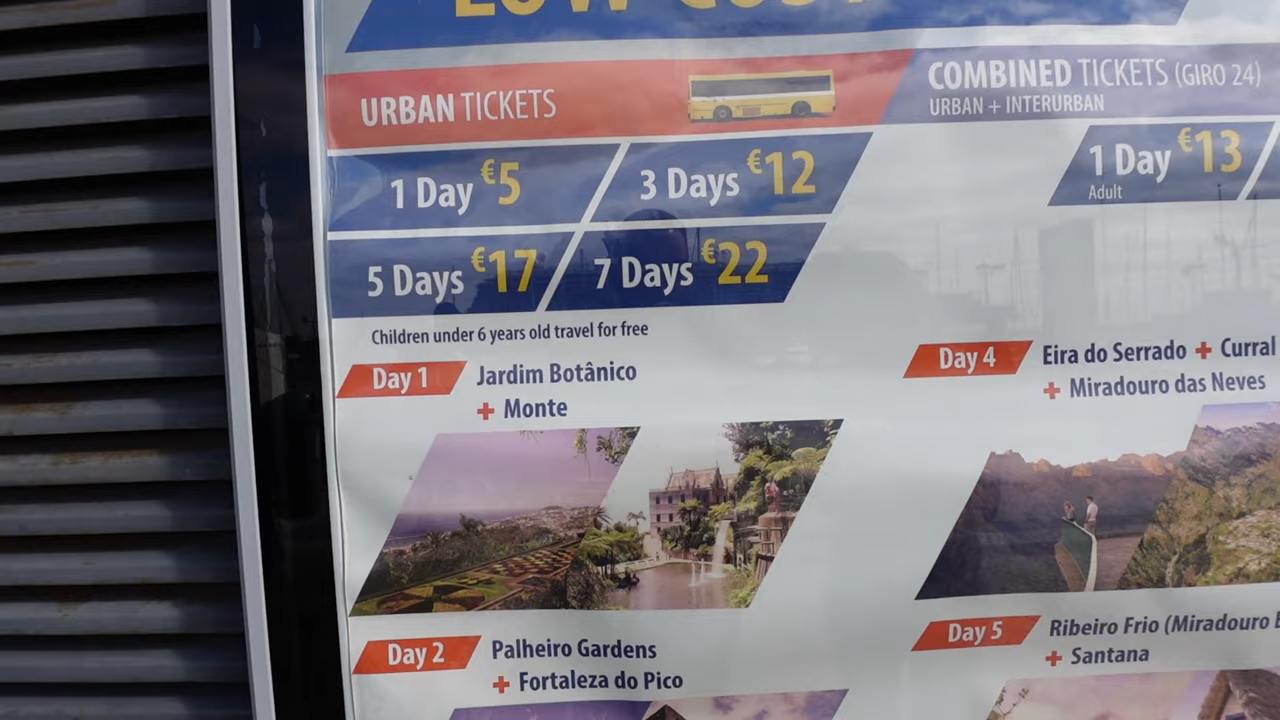 LOW COST
URBAN TICKETS
1 Day €5
3 Days €12
5 Days €17
7 Days €22
Children under 6 years old travel for free
Day 1
Jardim Botânico
+ Monte
Day 2
Palheiro Gardens
+ Fortaleza do Pico
COMBINED TICKETS (GIRO 24)
URBAN + INTERURBAN
1 Day €13
Adult
Day 4
Eira do Serrado + Curral
+ Miradouro das Neves
Day 5
Ribeiro Frio (Miradouro
+ Santana